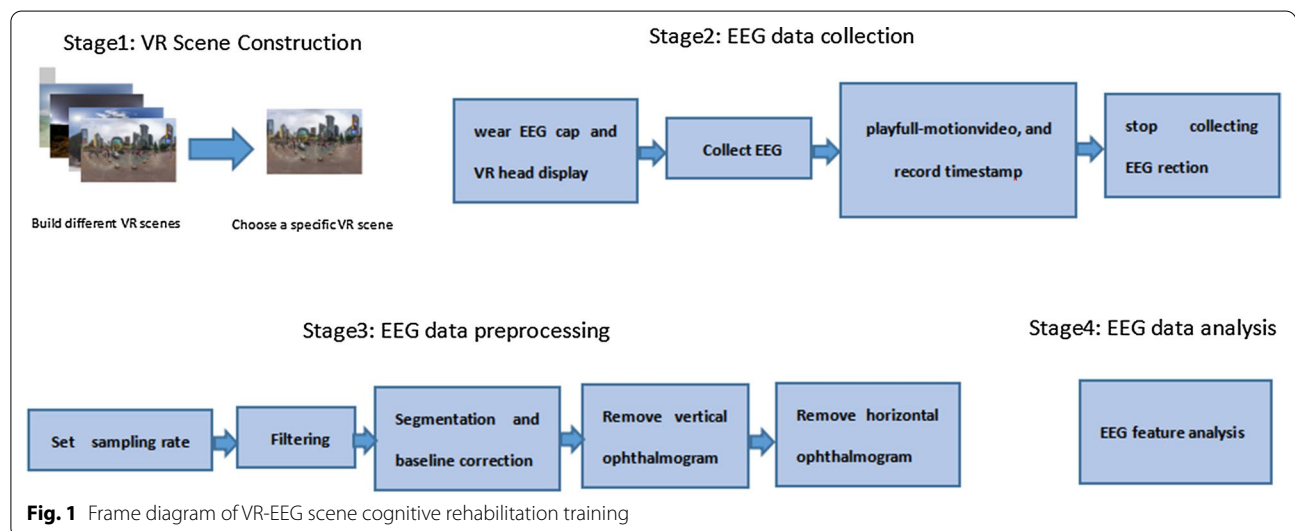 Stage1: VR Scene Construction
Build different VR scenes
Choose a specific VR scene
Stage2: EEG data collection
wear EEG cap and
VR head display
Collect EEG
playfull-motionvideo, and
record timestamp
stop collecting
EEG rection
Stage3: EEG data preprocessing
Set sampling rate
Filtering
Segmentation and
baseline correction
Remove vertical
ophthalmogram
Remove horizontal
ophthalmogram
Stage4: EEG data analysis
EEG feature analysis
Fig. 1 Frame diagram of VR-EEG scene cognitive rehabilitation training